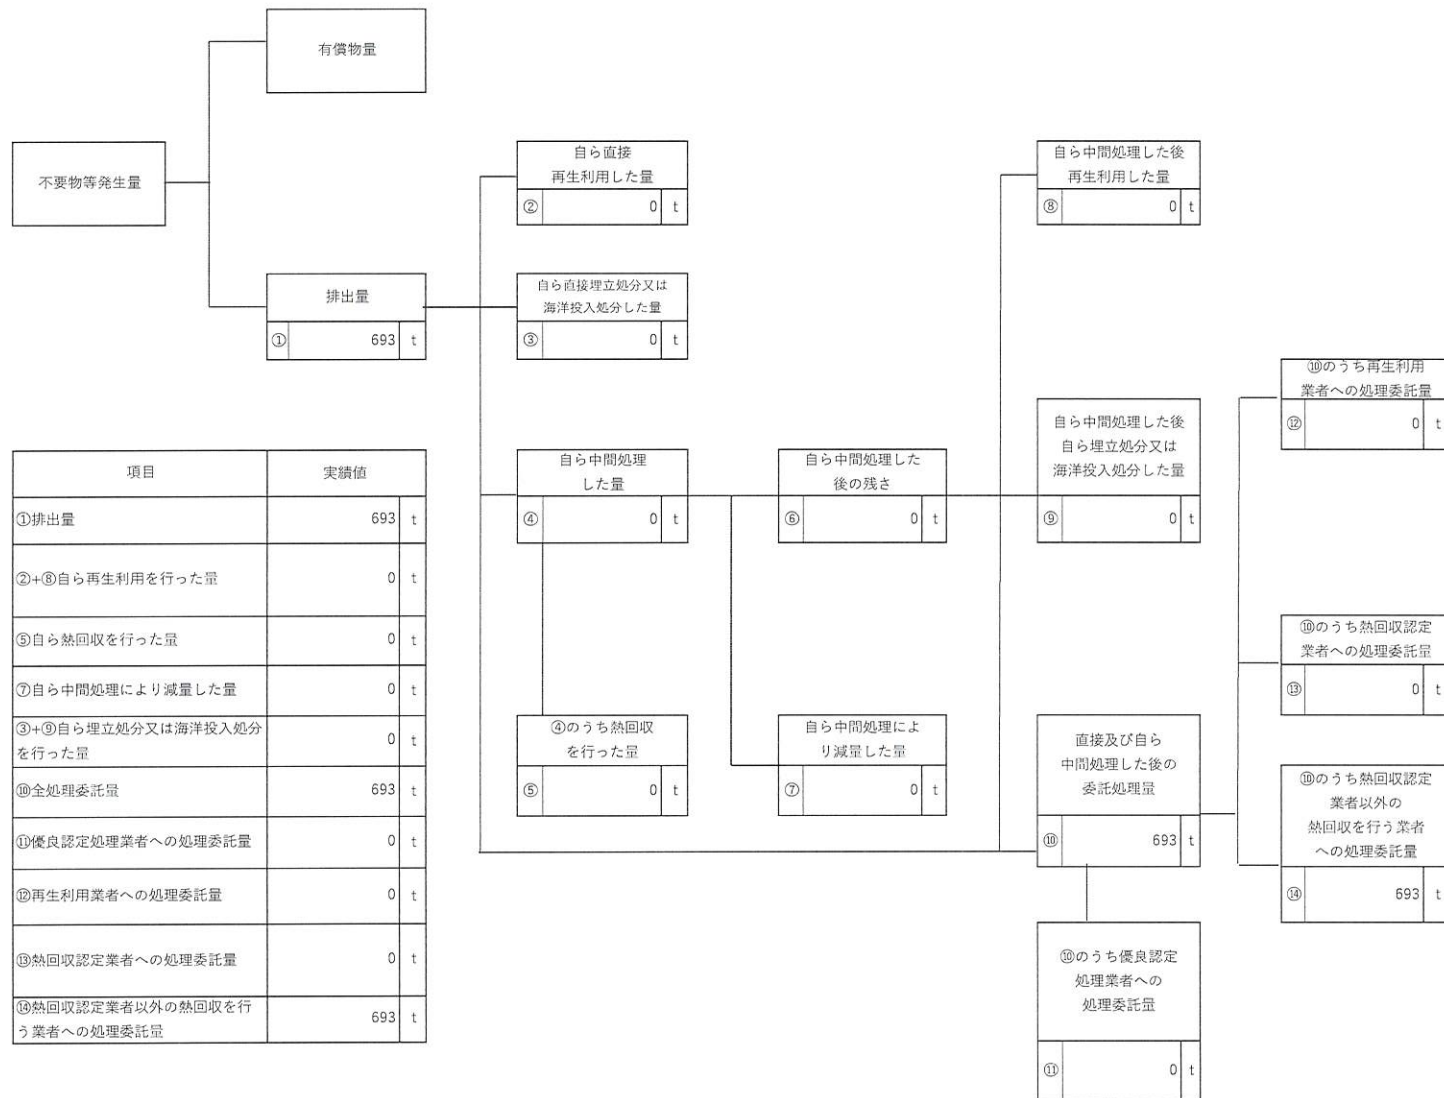 有償物量
不要物等発生量
自ら直接
再生利用した量
② 0 t
自ら中間処理した後
再生利用した量
⑧ 0 t
排出量
① 693 t
自ら直接埋立処分又は
海洋投入処分した量
③ 0 t
⑩のうち再生利用
業者への処理委託量
⑫ 0 t
自ら中間処理した後
自ら埋立処分又は
海洋投入処分した量
⑨ 0 t
自ら中間処理
した量
④ 0 t
自ら中間処理した
後の残さ
⑥ 0 t
項目 実績値
①排出量 693 t
②+⑧自ら再生利用を行った量 0 t
⑤自ら熱回収を行った量 0 t
⑦自ら中間処理により減量した量 0 t
③+⑨自ら埋立処分又は海洋投入処分
を行った量 0 t
⑩全処理委託量 693 t
⑪優良認定処理業者への処理委託量 0 t
⑫再生利用業者への処理委託量 0 t
⑬熱回収認定業者への処理委託量 0 t
⑭熱回収認定業者以外の熱回収を行
う業者への処理委託量 693 t
④のうち熱回収
を行った量
⑤ 0 t
自ら中間処理によ
り減量した量
⑦ 0 t
直接及び自ら
中間処理した後の
委託処理量
⑩ 693 t
⑩のうち熱回収認定
業者への処理委託量
⑬ 0 t
⑩のうち熱回収認定
業者以外の
熱回収を行う業者
への処理委託量
⑭ 693 t
⑩のうち優良認定
処理業者への
処理委託量
⑪ 0 t